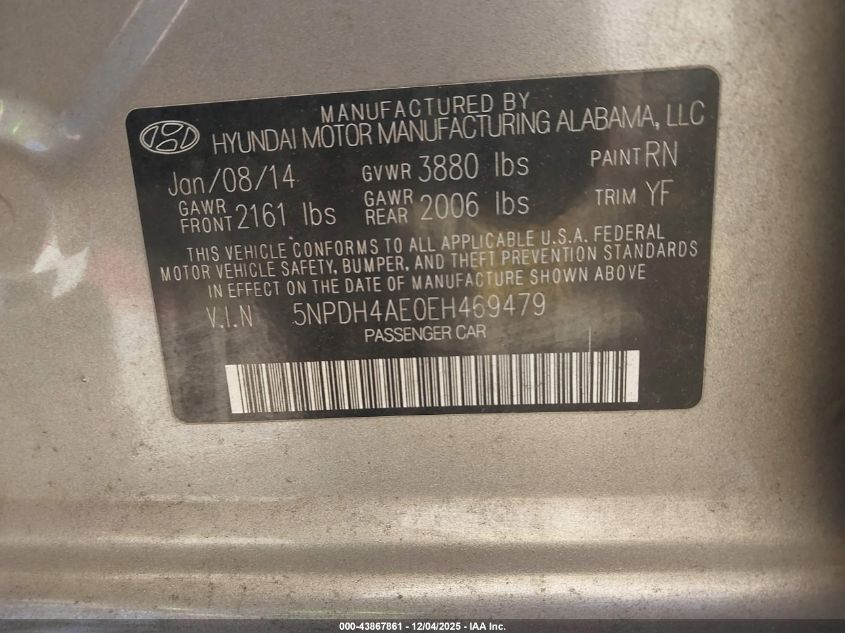 MANUFACTURED BY
HYUNDAI MOTOR MANUFACTURING ALABAMA, LLC
Jan/08/14 GVWR 3880 lbs PAINT RN
GAWR FRONT 2161 lbs GAWR REAR 2006 lbs TRIM YF
THIS VEHICLE CONFORMS TO ALL APPLICABLE U.S.A. FEDERAL
MOTOR VEHICLE SAFETY, BUMPER, AND THEFT PREVENTION STANDARDS
IN EFFECT ON THE DATE OF MANUFACTURE SHOWN ABOVE
V.I.N 5NPDH4AE0EH469479
PASSENGER CAR
000-43867861 - 12/04/2025 - IAA Inc.